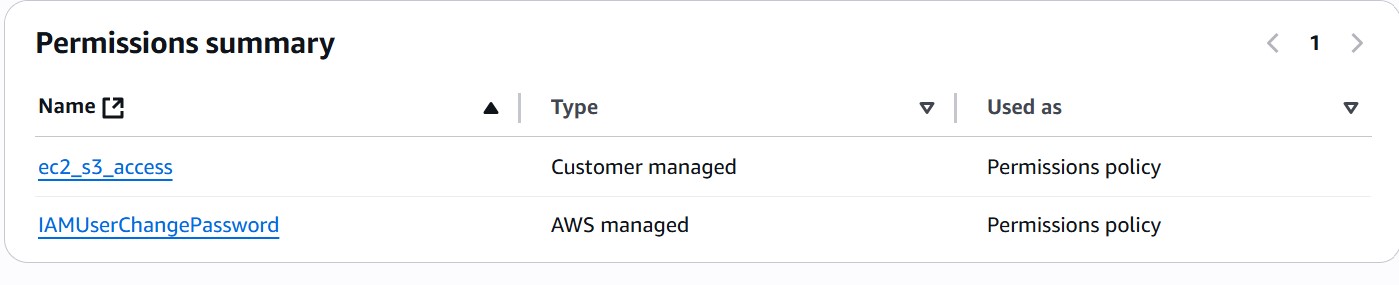 Permissions summary
1
Name Type Used as
ec2_s3_access Customer managed Permissions policy
IAMUserChangePassword AWS managed Permissions policy